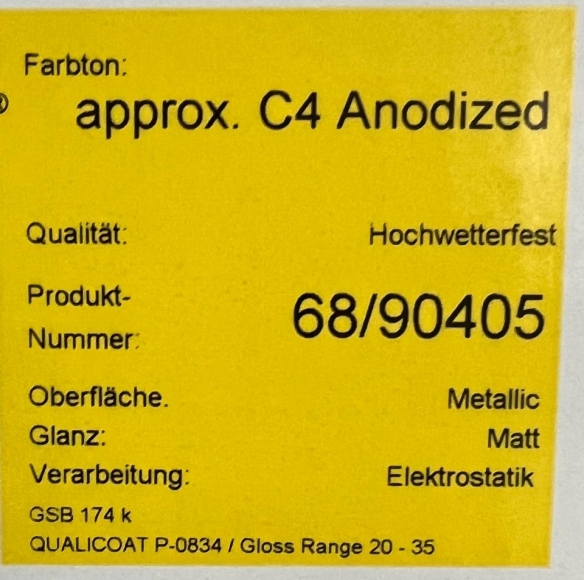 Farbton:
® approx. C4 Anodized
Qualität: Hochwetterfest
Produkt-
Nummer: 68/90405
Oberfläche. Metallic
Glanz: Matt
Verarbeitung: Elektrostatik
GSB 174 k
QUALICOAT P-0834 / Gloss Range 20 - 35